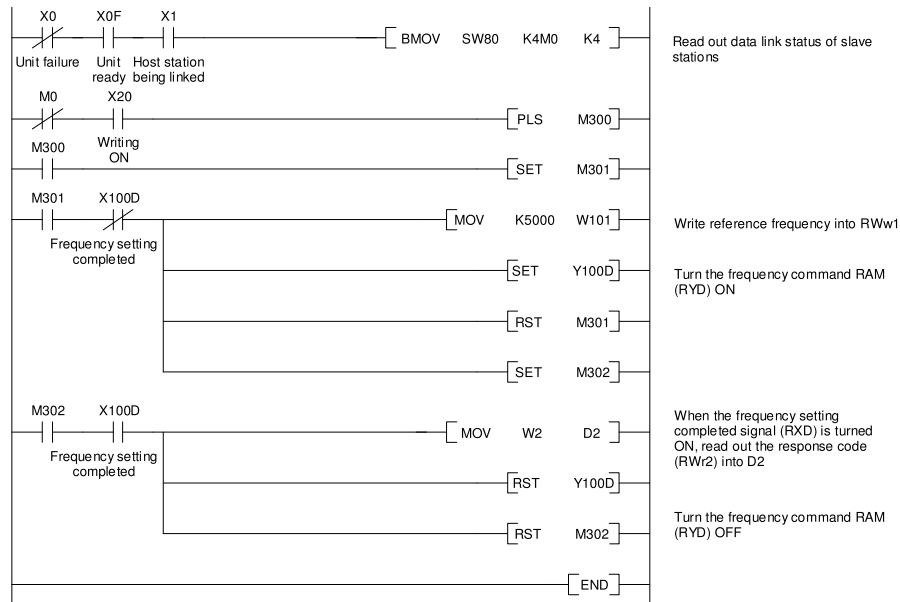 X0 X0F X1
BMOV SW80 K4M0 K4
Read out data link status of slave
stations
Unit failure Unit Host station
ready being linked
M0 X20
PLS M300
Writing
ON
M300
SET M301
M301 X100D
MOV K5000 W101
Write reference frequency into RWw1
Frequency setting
completed
SET Y100D
Turn the frequency command RAM
(RYD) ON
RST M301
SET M302
M302 X100D
MOV W2 D2
When the frequency setting
completed signal (RXD) is turned
ON, read out the response code
(RWr2) into D2
Frequency setting
completed
RST Y100D
Turn the frequency command RAM
(RYD) OFF
RST M302
END